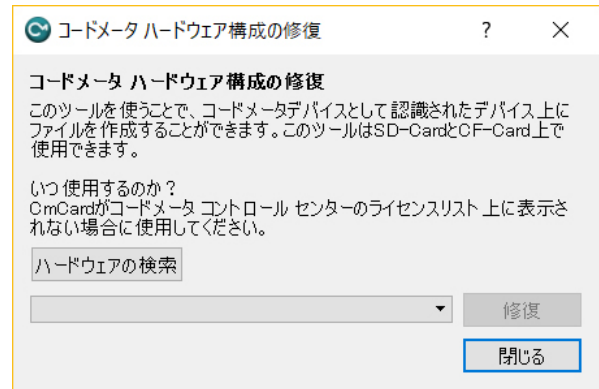 コードメータ ハードウェア構成の修復
?
コードメータ ハードウェア構成の修復
このツールを使うことで、コードメータデバイスとして認識されたデバイス上に
ファイルを作成することができます。このツールはSD-CardとCF-Card上で
使用できます。
いつ使用するのか？
CmCardがコードメータ コントロール センターのライセンスリスト上に表示さ
れない場合に使用してください。
ハードウェアの検索
修復
閉じる